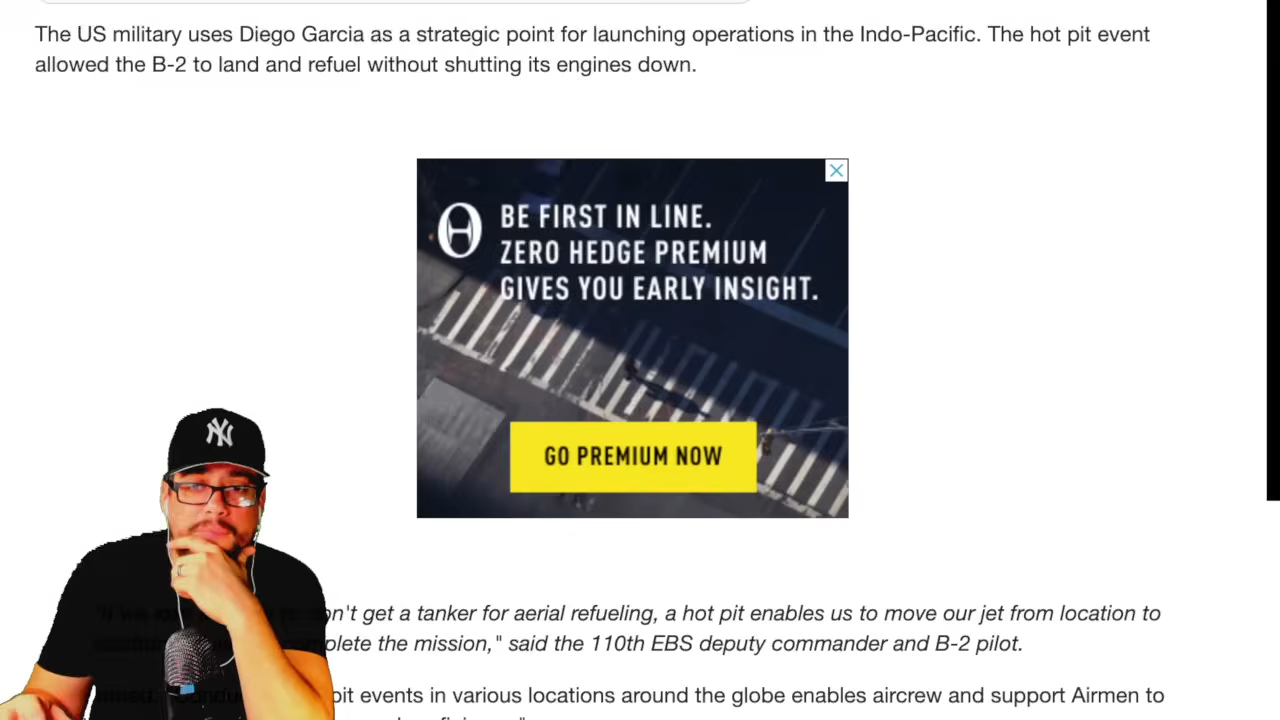 The US military uses Diego Garcia as a strategic point for launching operations in the Indo-Pacific. The hot pit event
allowed the B-2 to land and refuel without shutting its engines down.
BE FIRST IN LINE.
ZERO HEDGE PREMIUM
GIVES YOU EARLY INSIGHT.
GO PREMIUM NOW
NY
get a tanker for aerial refueling, a hot pit enables us to move our jet from location to
the mission," said the 110th EBS deputy commander and B-2 pilot.
pit events in various locations around the globe enables aircrew and support Airmen to